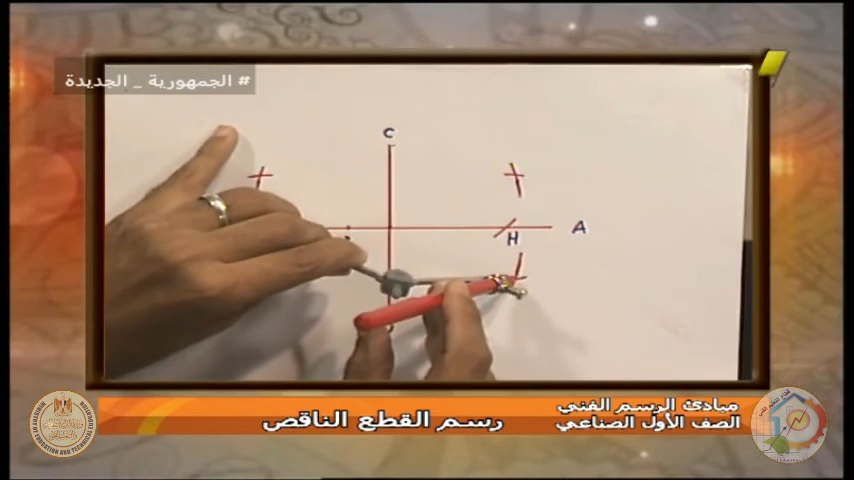 # الجمهورية _ الجديدة
C
A
H
مبادئ الرسم الفني
الصف الأول الصناعي
رسم القطع الناقص